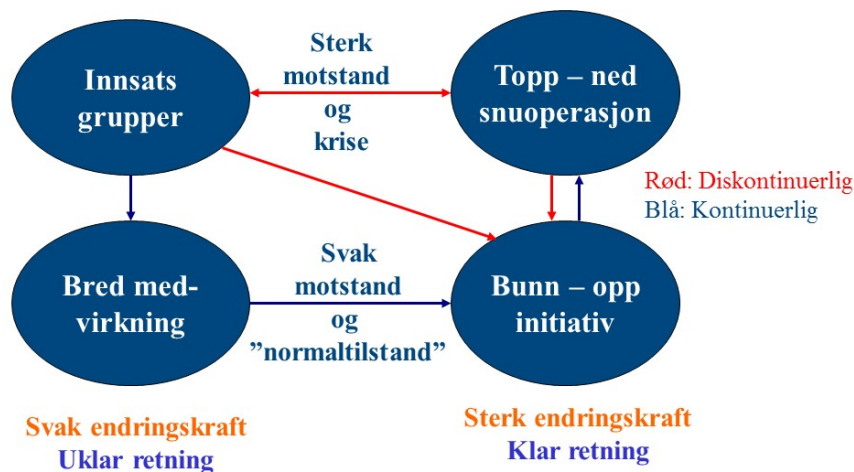 Innsats
grupper
Sterk
motstand
og
krise
Topp – ned
snuoperasjon
Rød: Diskontinuerlig
Blå: Kontinuerlig
Bred med-
virkning
Svak
motstand
og
”normaltilstand”
Bunn – opp
initiativ
Svak endringskraft
Uklar retning
Sterk endringskraft
Klar retning